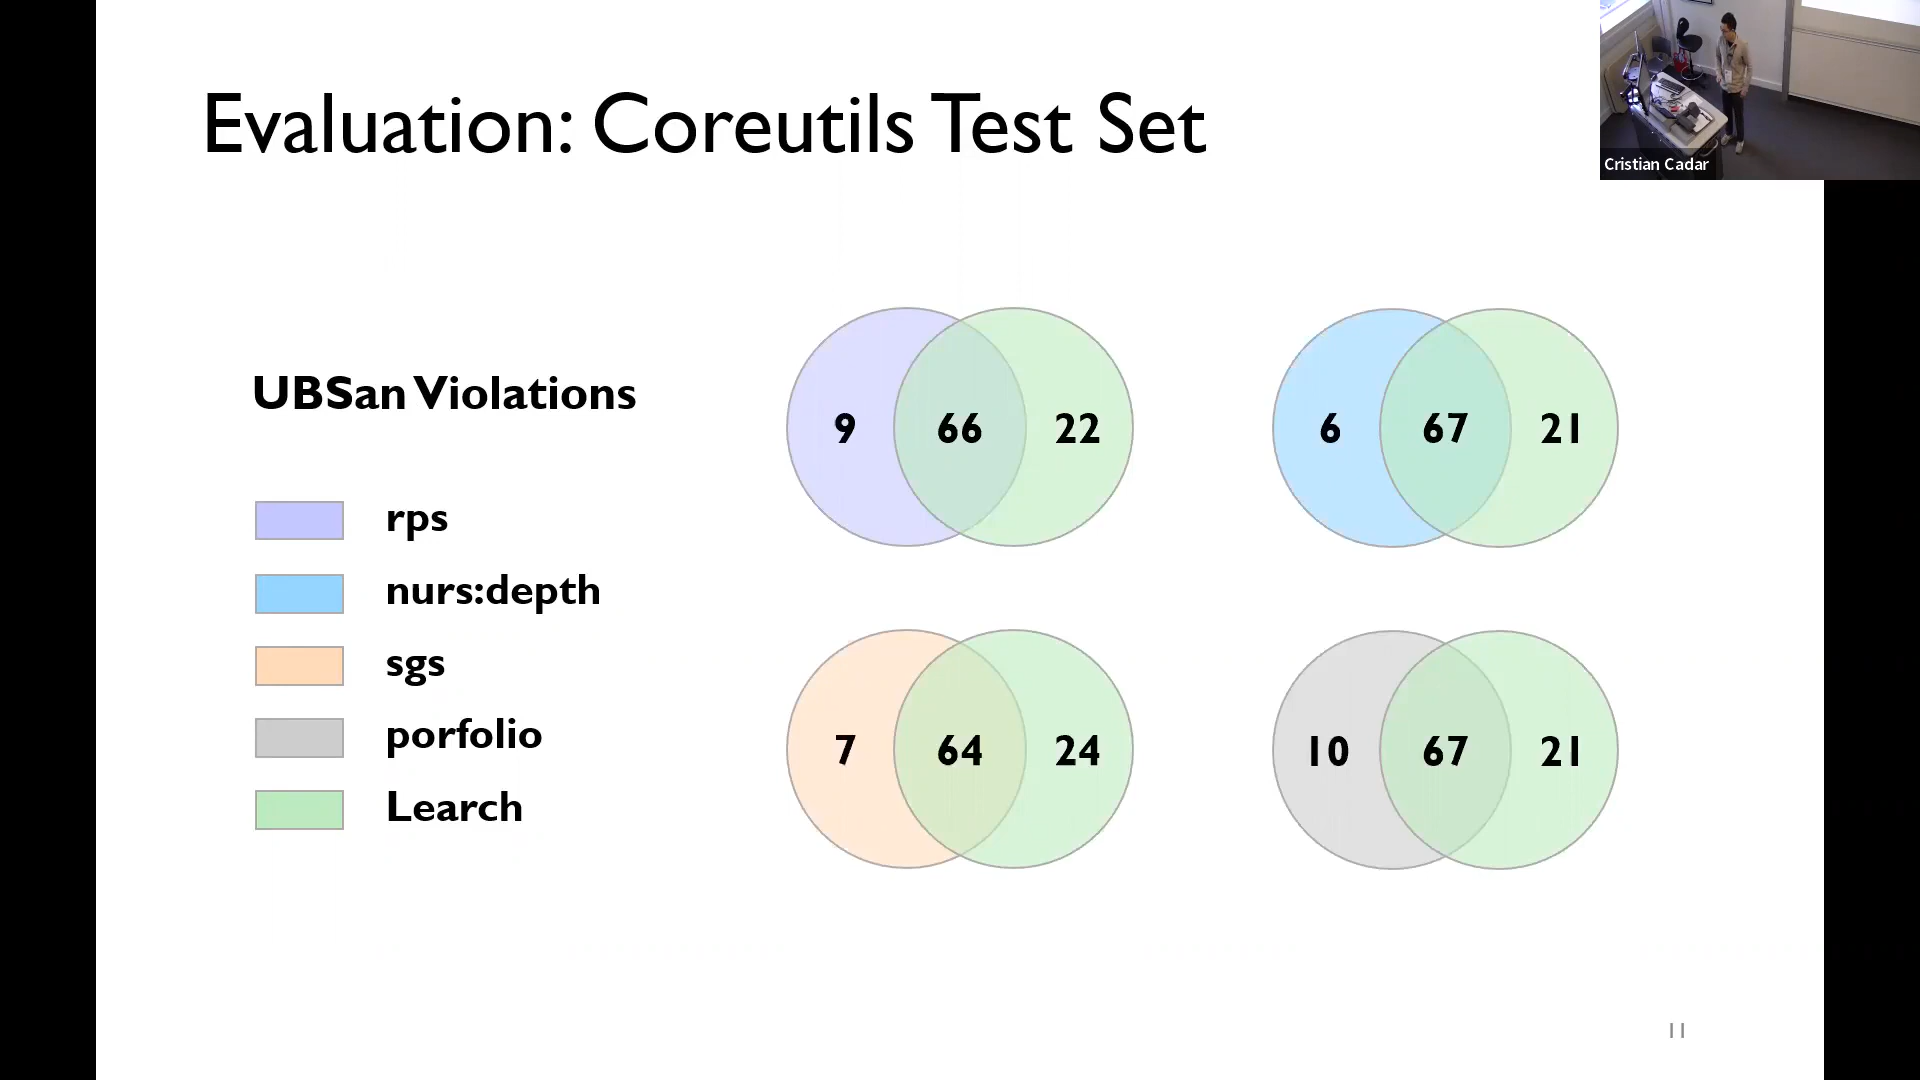 Evaluation: Coreutils Test Set
Cristian Cadar
UBSan Violations
rps
nurs:depth
sgs
porfolio
Learch
9 66 22
6 67 21
7 64 24
10 67 21
11